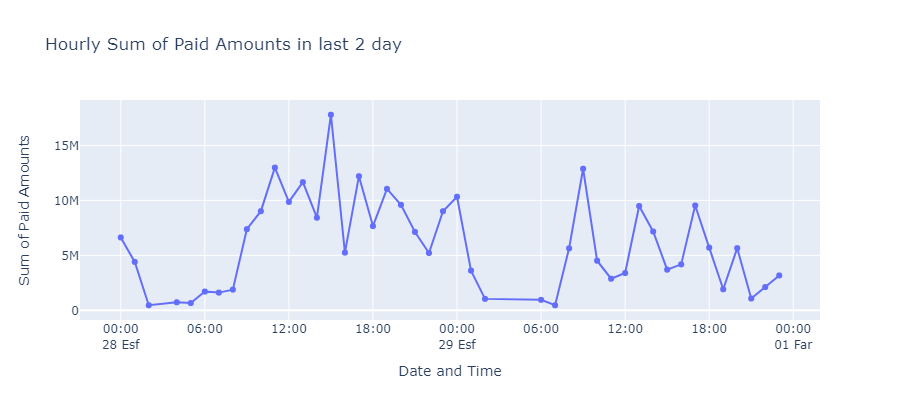 Hourly Sum of Paid Amounts in last 2 day
Sum of Paid Amounts
15M
10M
5M
0
00:00 06:00 12:00 18:00 00:00 06:00 12:00 18:00 00:00
28 Esf 29 Esf 01 Far
Date and Time